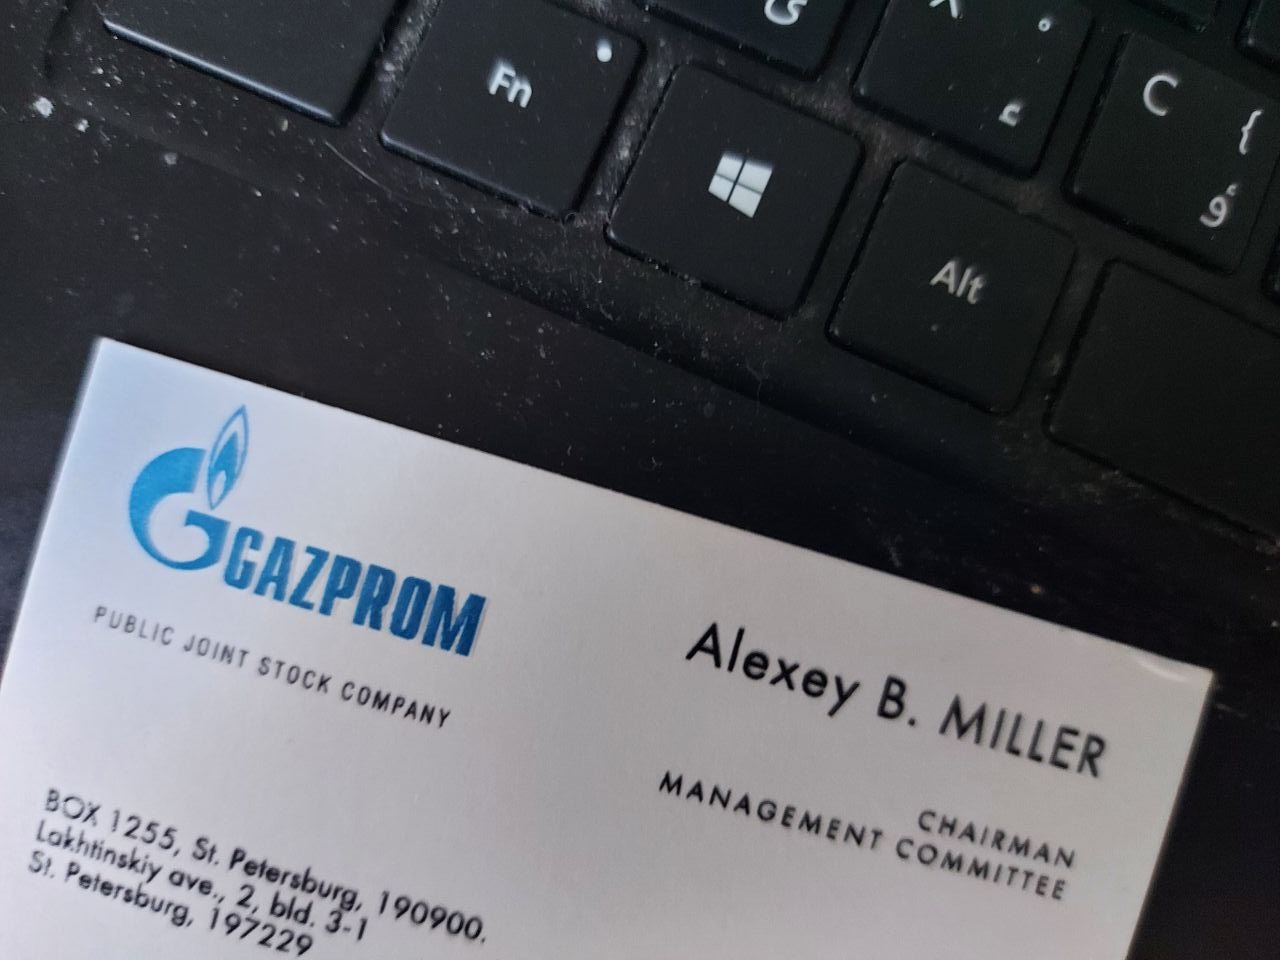 Fn
Alt
C {
ؤ
GAZPROM
PUBLIC JOINT STOCK COMPANY
Alexey B. MILLER
CHAIRMAN
MANAGEMENT COMMITTEE
BOX 1255, St. Petersburg, 190900.
Lakhtinskiy ave., 2, bld. 3-1
St. Petersburg, 197229